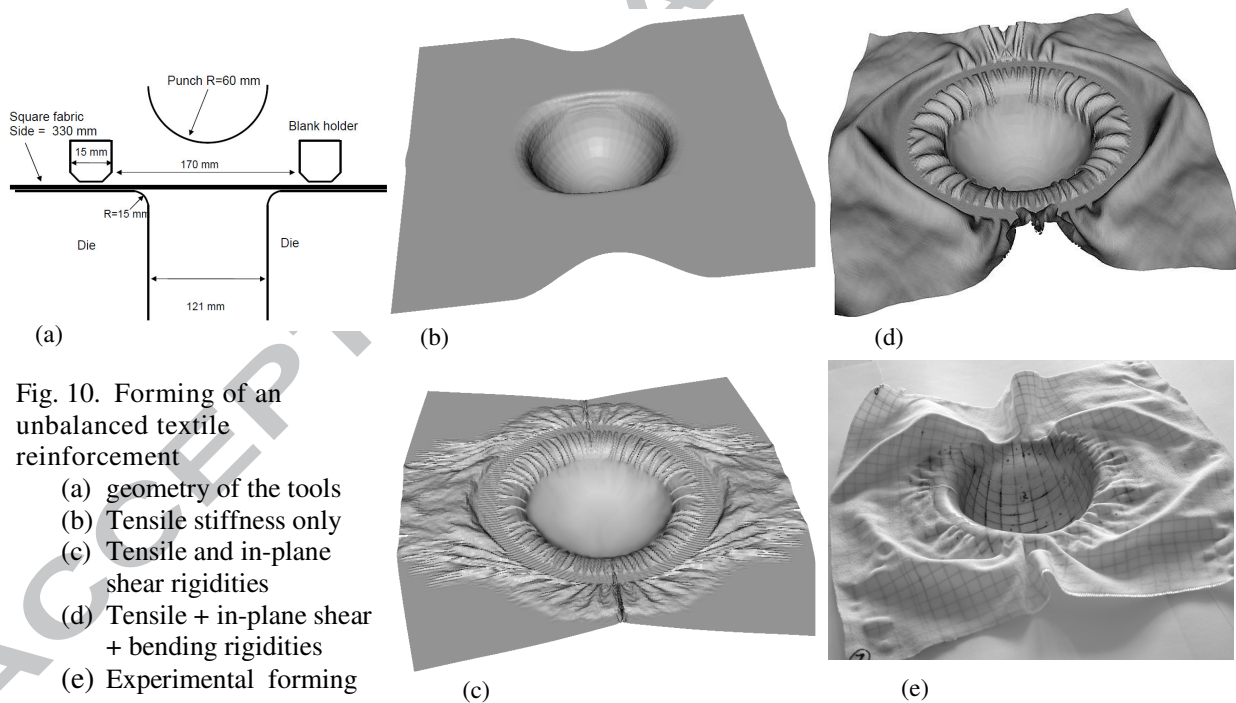 Punch R=60 mm
Square fabric
Side = 330 mm
Blank holder
15 mm
170 mm
R=15 mm
Die
Die
121 mm
(a)
(b)
(d)
Fig. 10. Forming of an
unbalanced textile
reinforcement
(a) geometry of the tools
(b) Tensile stiffness only
(c) Tensile and in-plane
shear rigidities
(d) Tensile + in-plane shear
+ bending rigidities
(e) Experimental forming
(c)
(e)
ACCEPT